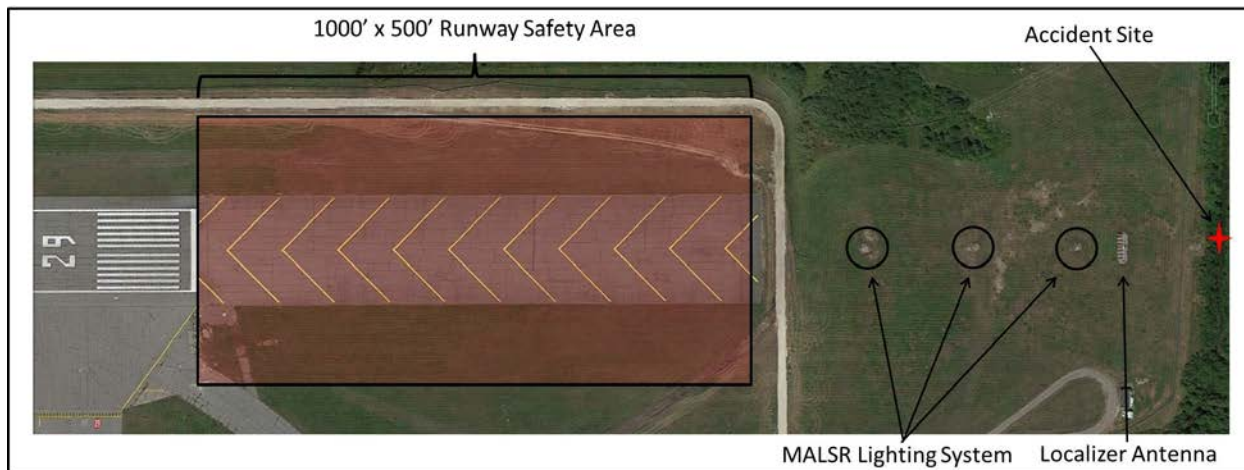 1000' x 500' Runway Safety Area
Accident Site
29
MALSR Lighting System
Localizer Antenna